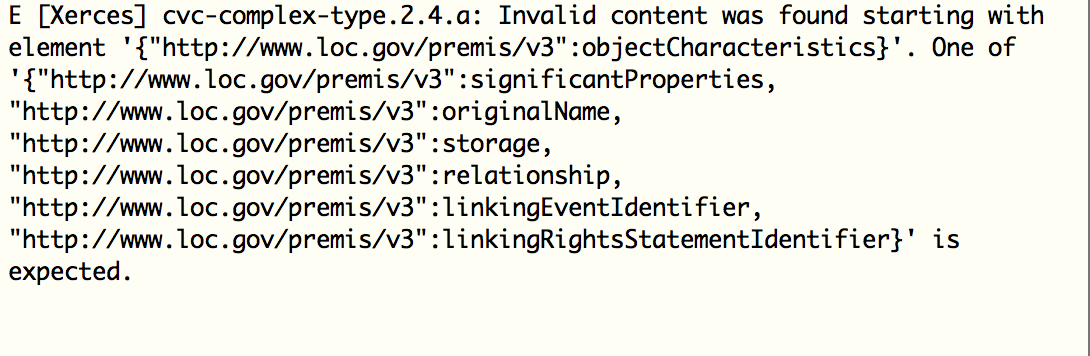 E [Xerces] cvc-complex-type.2.4.a: Invalid content was found starting with
element '{"http://www.loc.gov/premis/v3":objectCharacteristics}'. One of
'{"http://www.loc.gov/premis/v3":significantProperties,
"http://www.loc.gov/premis/v3":originalName,
"http://www.loc.gov/premis/v3":storage,
"http://www.loc.gov/premis/v3":relationship,
"http://www.loc.gov/premis/v3":linkingEventIdentifier,
"http://www.loc.gov/premis/v3":linkingRightsStatementIdentifier}' is
expected.